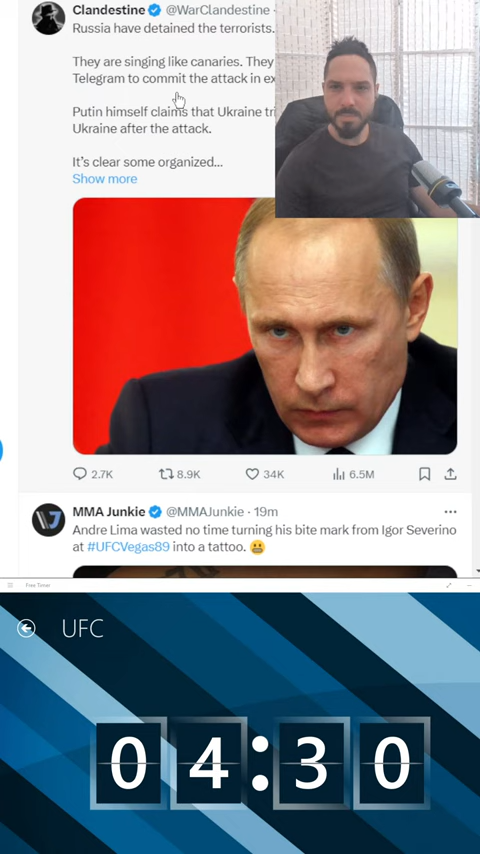 Clandestine @WarClandestine ·
Russia have detained the terrorists.
They are singing like canaries. They
Telegram to commit the attack in ex
Putin himself claims that Ukraine tri
Ukraine after the attack.
It's clear some organized...
Show more
2.7K 8.9K 34K 6.5M
MMA Junkie @MMAJunkie · 19m
Andre Lima wasted no time turning his bite mark from Igor Severino
at #UFCVegas89 into a tattoo. 😬
Free Timer
UFC
04:30